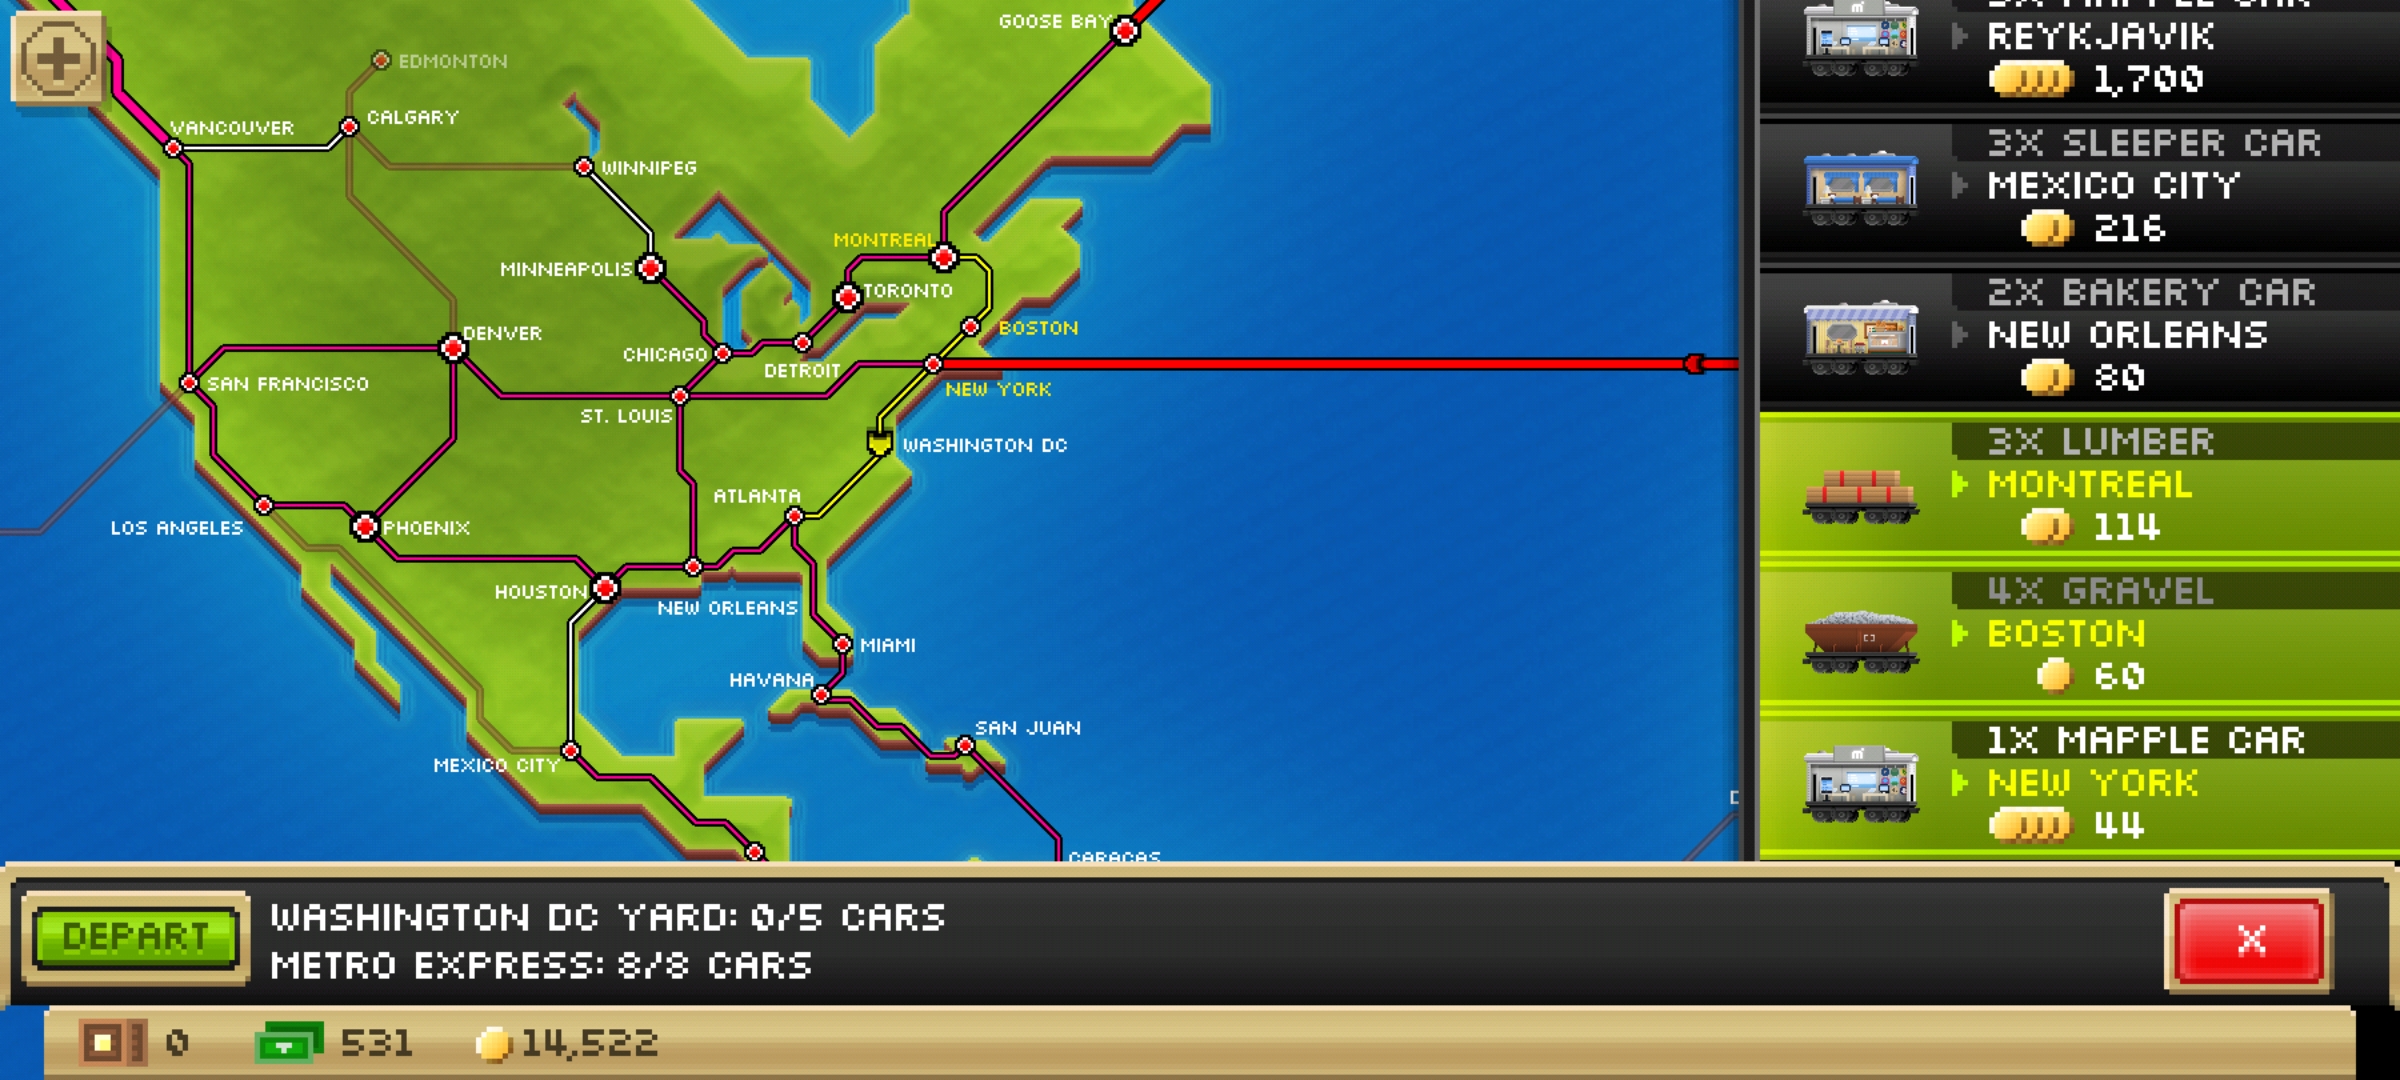 GOOSE BAY
EDMONTON
CALGARY
VANCOUVER
WINNIPEG
MONTREAL
MINNEAPOLIS
TORONTO
BOSTON
DENVER
CHICAGO
DETROIT
SAN FRANCISCO
NEW YORK
ST. LOUIS
WASHINGTON DC
ATLANTA
LOS ANGELES
PHOENIX
HOUSTON
NEW ORLEANS
MIAMI
HAVANA
SAN JUAN
MEXICO CITY
CARACAS
3X MAPPLE CAR
REYKJAVIK
1,700
3X SLEEPER CAR
MEXICO CITY
216
2X BAKERY CAR
NEW ORLEANS
80
3X LUMBER
MONTREAL
114
4X GRAVEL
BOSTON
60
1X MAPPLE CAR
NEW YORK
44
DEPART
WASHINGTON DC YARD: 0/5 CARS
METRO EXPRESS: 8/8 CARS
X
0
531
14,522